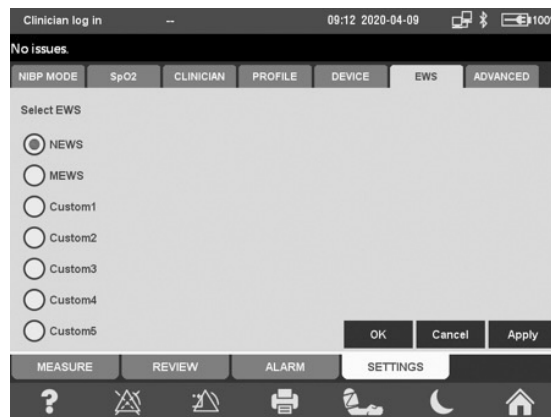 Clinician log in -- 09:12 2020-04-09 100
No issues.
NIBP MODE SpO2 CLINICIAN PROFILE DEVICE EWS ADVANCED
Select EWS
NEWS
MEWS
Custom1
Custom2
Custom3
Custom4
Custom5
OK Cancel Apply
MEASURE REVIEW ALARM SETTINGS
?